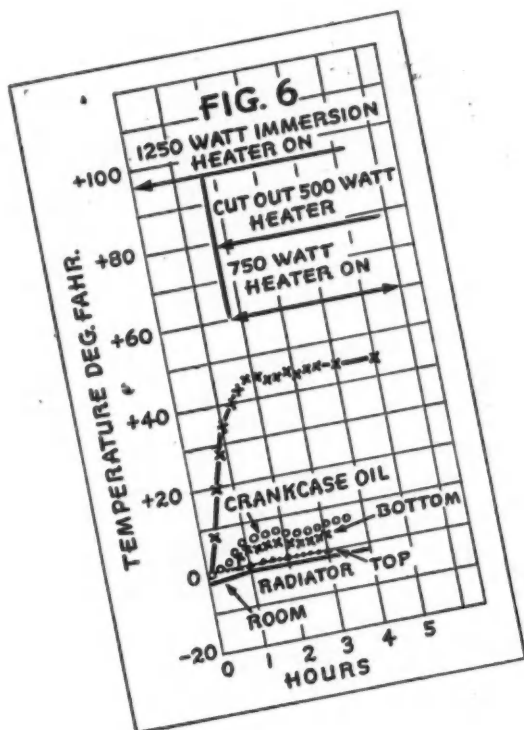 FIG. 6
1250 WATT IMMERSION
HEATER ON
CUT OUT 500 WATT
HEATER
750 WATT
HEATER ON
TEMPERATURE DEG. FAHR.
+100
+80
+60
+40
+20
0
-20
CRANKCASE OIL
BOTTOM
RADIATOR
TOP
ROOM
0 1 2 3 4 5
HOURS